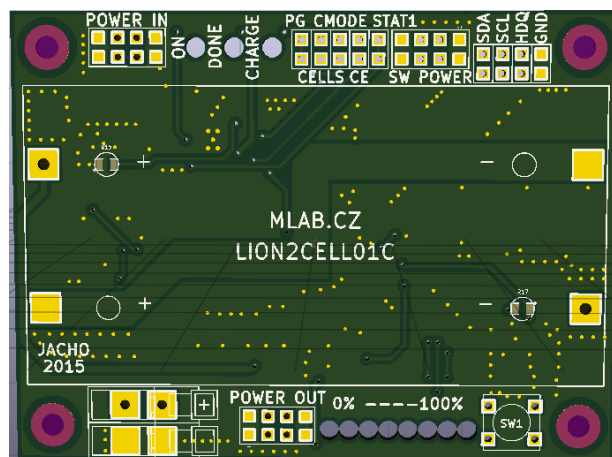 POWER IN
ON
DONE
CHARGE
PG CMODE STAT1
CELLS CE
SW POWER
SDA
SCL
HDQ
GND
+
-
MLAB.CZ
LION2CELL01C
+
-
R17
JACHO
2015
POWER OUT
0% ----100%
+
SW1